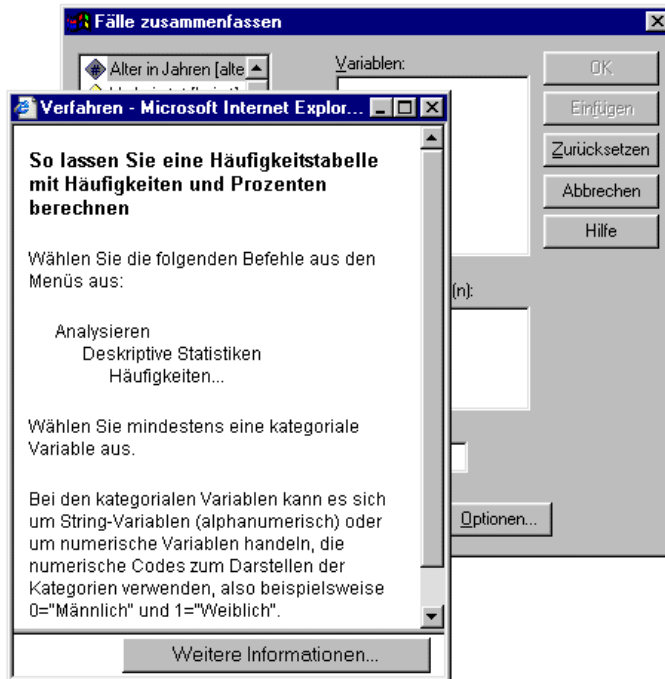 Fälle zusammenfassen
Alter in Jahren [alte
Variablen:
OK
Einfügen
Zurücksetzen
Abbrechen
Hilfe
(n):
Optionen...
Verfahren - Microsoft Internet Explor...
So lassen Sie eine Häufigkeitstabelle
mit Häufigkeiten und Prozenten
berechnen
Wählen Sie die folgenden Befehle aus den
Menüs aus:
Analysieren
Deskriptive Statistiken
Häufigkeiten...
Wählen Sie mindestens eine kategoriale
Variable aus.
Bei den kategorialen Variablen kann es sich
um String-Variablen (alphanumerisch) oder
um numerische Variablen handeln, die
numerische Codes zum Darstellen der
Kategorien verwenden, also beispielsweise
0="Männlich" und 1="Weiblich".
Weitere Informationen...